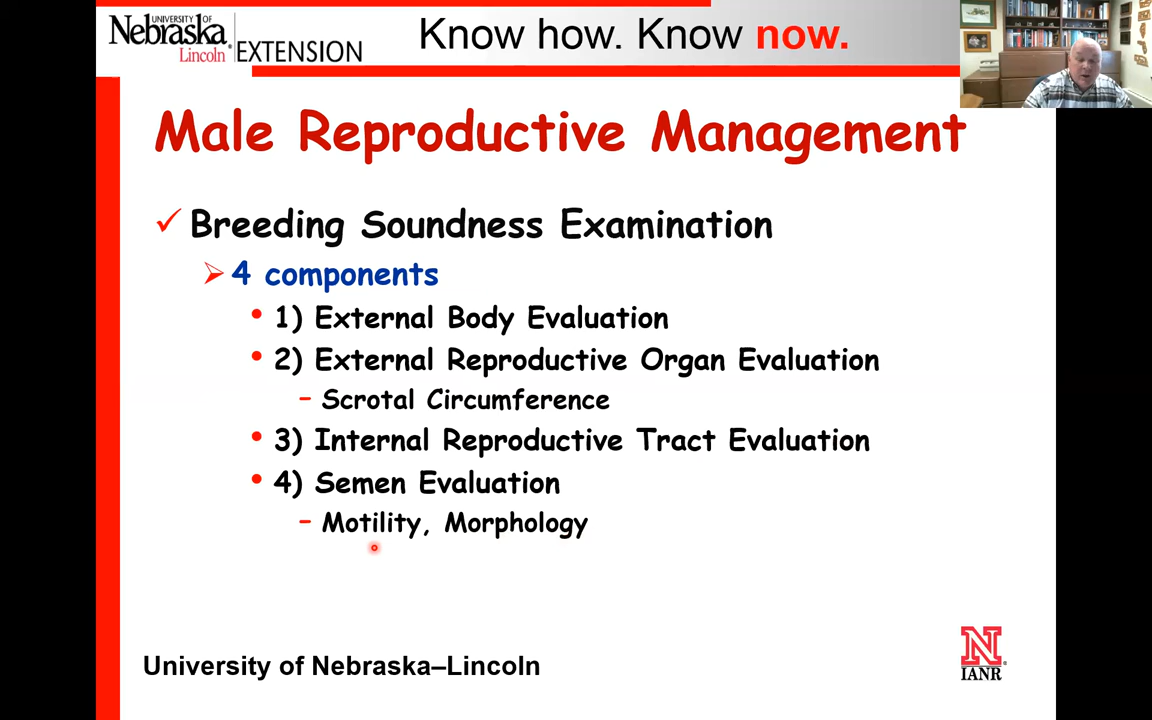 UNIVERSITY OF
Nebraska
Lincoln
EXTENSION
Know how. Know now.
Male Reproductive Management
✓ Breeding Soundness Examination
➢ 4 components
• 1) External Body Evaluation
• 2) External Reproductive Organ Evaluation
– Scrotal Circumference
• 3) Internal Reproductive Tract Evaluation
• 4) Semen Evaluation
– Motility, Morphology
University of Nebraska–Lincoln
N
IANR